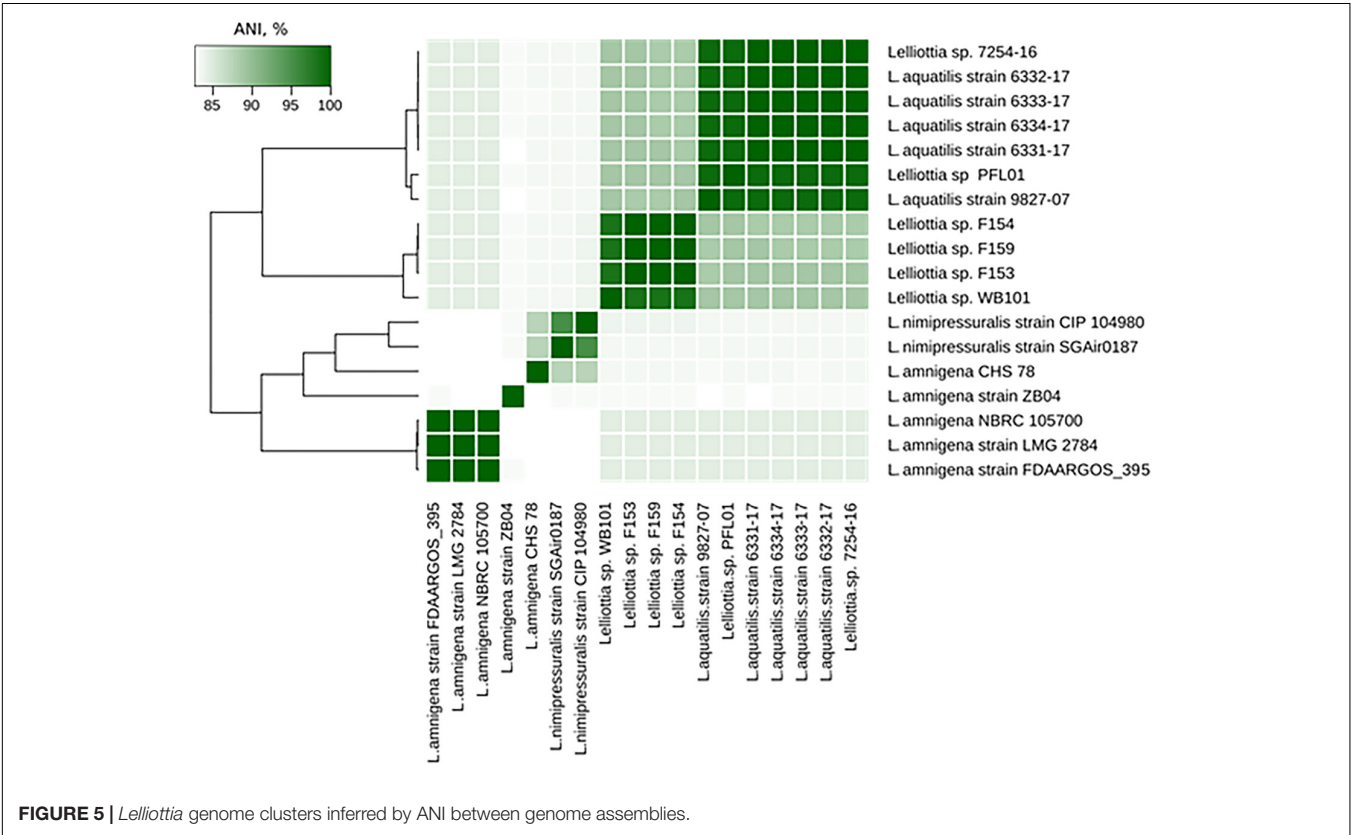 ANI, %
85 90 95 100
Lelliottia sp. 7254-16
L. aquatilis strain 6332-17
L. aquatilis strain 6333-17
L. aquatilis strain 6334-17
L. aquatilis strain 6331-17
Lelliottia sp PFL01
L. aquatilis strain 9827-07
Lelliottia sp. F154
Lelliottia sp. F159
Lelliottia sp. F153
Lelliottia sp. WB101
L. nimipressuralis strain CIP 104980
L. nimipressuralis strain SGAir0187
L. amnigena CHS 78
L. amnigena strain ZB04
L. amnigena NBRC 105700
L. amnigena strain LMG 2784
L. amnigena strain FDAARGOS_395
L.amnigena strain FDAARGOS_395
L.amnigena strain LMG 2784
L.amnigena NBRC 105700
L.amnigena strain ZB04
L.amnigena CHS 78
L.nimipressuralis strain SGAir0187
L.nimipressuralis strain CIP 104980
Lelliottia sp. WB101
Lelliottia sp. F153
Lelliottia sp. F159
Lelliottia sp. F154
L.aquatilis.strain 9827-07
Lelliottia.sp. PFL01
L.aquatilis.strain 6331-17
L.aquatilis.strain 6334-17
L.aquatilis.strain 6333-17
L.aquatilis.strain 6332-17
Lelliottia.sp. 7254-16
FIGURE 5 | Lelliottia genome clusters inferred by ANI between genome assemblies.